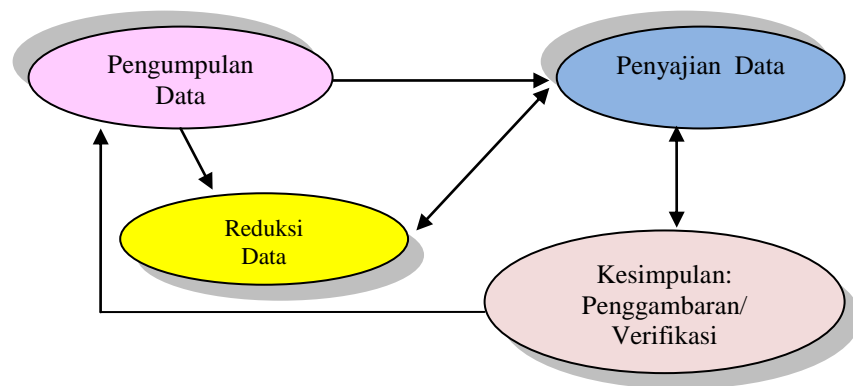 Pengumpulan
Data
Penyajian Data
Reduksi
Data
Kesimpulan:
Penggambaran/
Verifikasi